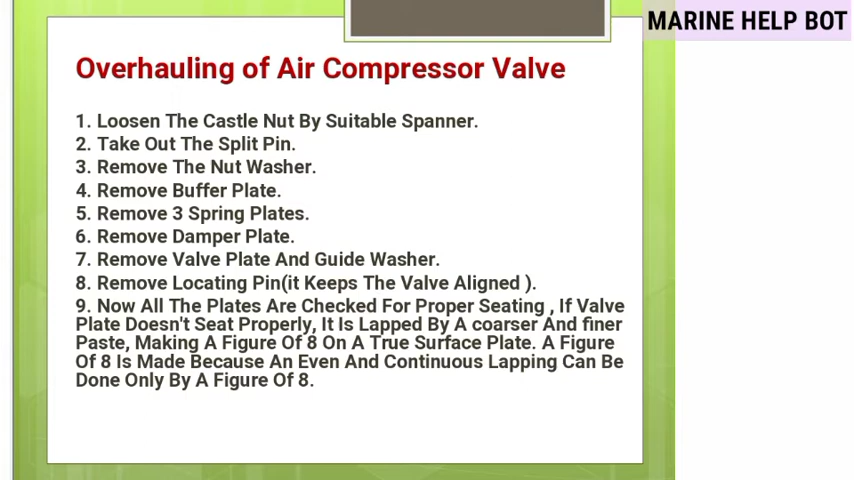 MARINE HELP BOT
Overhauling of Air Compressor Valve
1. Loosen The Castle Nut By Suitable Spanner.
2. Take Out The Split Pin.
3. Remove The Nut Washer.
4. Remove Buffer Plate.
5. Remove 3 Spring Plates.
6. Remove Damper Plate.
7. Remove Valve Plate And Guide Washer.
8. Remove Locating Pin(it Keeps The Valve Aligned ).
9. Now All The Plates Are Checked For Proper Seating , If Valve
Plate Doesn't Seat Properly, It Is Lapped By A coarser And finer
Paste, Making A Figure Of 8 On A True Surface Plate. A Figure
Of 8 Is Made Because An Even And Continuous Lapping Can Be
Done Only By A Figure Of 8.